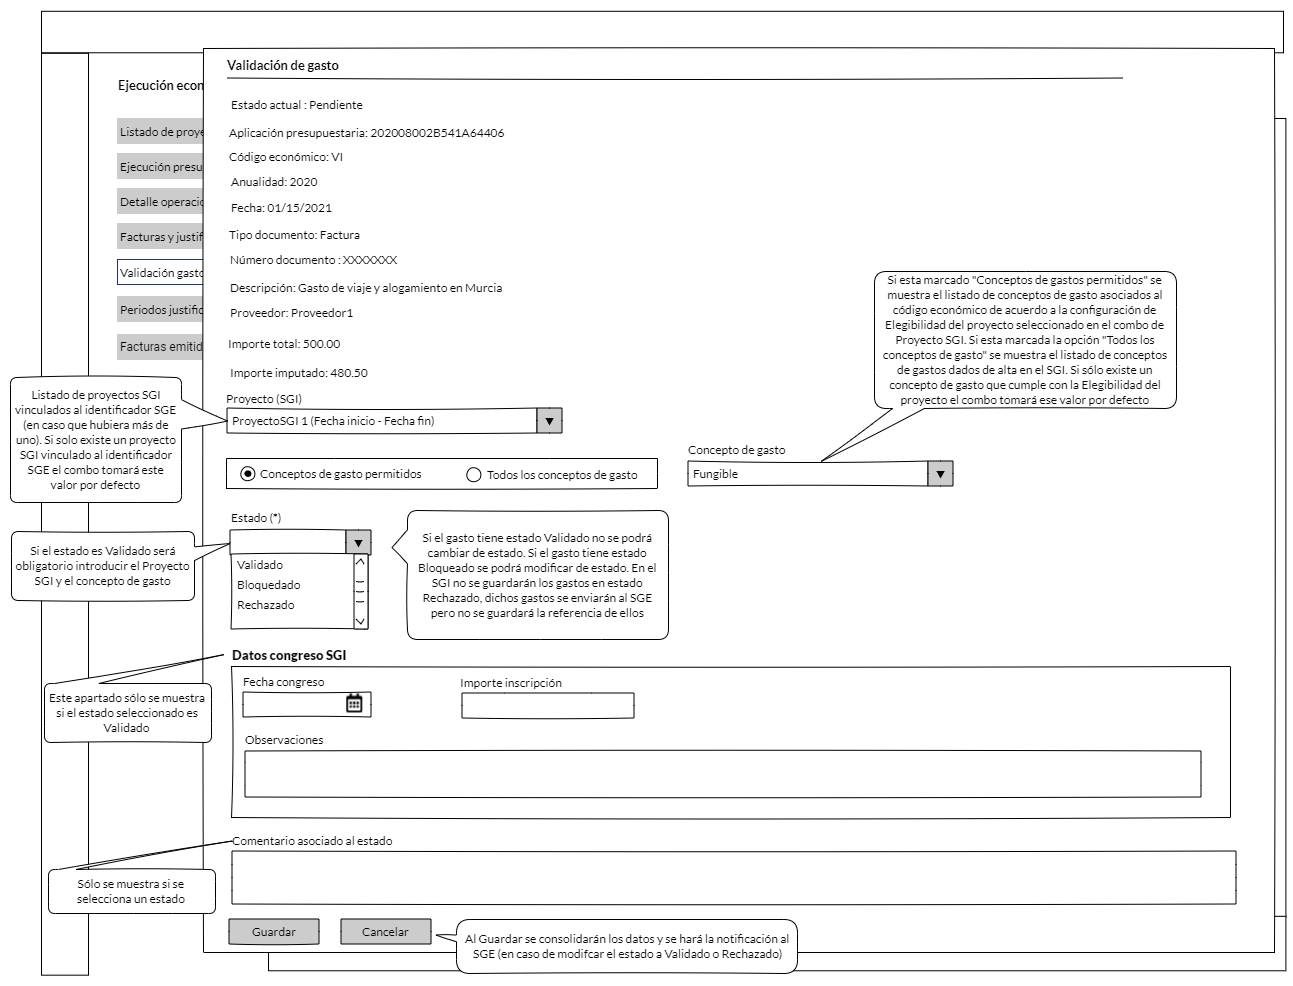 Validación de gasto
Ejecución econ
Listado de proye
Ejecución presu
Detalle operacio
Facturas y justif
Validación gasto
Periodos justific
Facturas emitid
Estado actual : Pendiente
Aplicación presupuestaria: 202008002B541A64406
Código económico: VI
Anualidad: 2020
Fecha: 01/15/2021
Tipo documento: Factura
Número documento : XXXXXXX
Descripción: Gasto de viaje y alogamiento en Murcia
Proveedor: Proveedor1
Importe total: 500.00
Importe imputado: 480.50
Si esta marcado "Conceptos de gastos permitidos" se
muestra el listado de conceptos de gasto asociados al
código económico de acuerdo a la configuración de
Elegibilidad del proyecto seleccionado en el combo de
Proyecto SGI. Si esta marcada la opción "Todos los
conceptos de gasto" se muestra el listado de conceptos
de gastos dados de alta en el SGI. Si sólo existe un
concepto de gasto que cumple con la Elegibilidad del
proyecto el combo tomará ese valor por defecto
Listado de proyectos SGI
vinculados al identificador SGE
(en caso que hubiera más de
uno). Si solo existe un proyecto
SGI vinculado al identificador
SGE el combo tomará este
valor por defecto
Proyecto (SGI)
ProyectoSGI 1 (Fecha inicio - Fecha fin)
Conceptos de gasto permitidos
Todos los conceptos de gasto
Concepto de gasto
Fungible
Estado (*)
Validado
Bloquedado
Rechazado
Si el estado es Validado será
obligatorio introducir el Proyecto
SGI y el concepto de gasto
Si el gasto tiene estado Validado no se podrá
cambiar de estado. Si el gasto tiene estado
Bloqueado se podrá modificar de estado. En el
SGI no se guardarán los gastos en estado
Rechazado, dichos gastos se enviarán al SGE
pero no se guardará la referencia de ellos
Datos congreso SGI
Este apartado sólo se muestra
si el estado seleccionado es
Validado
Fecha congreso
Importe inscripción
Observaciones
Comentario asociado al estado
Sólo se muestra si se
selecciona un estado
Guardar
Cancelar
Al Guardar se consolidarán los datos y se hará la notificación al
SGE (en caso de modifcar el estado a Validado o Rechazado)